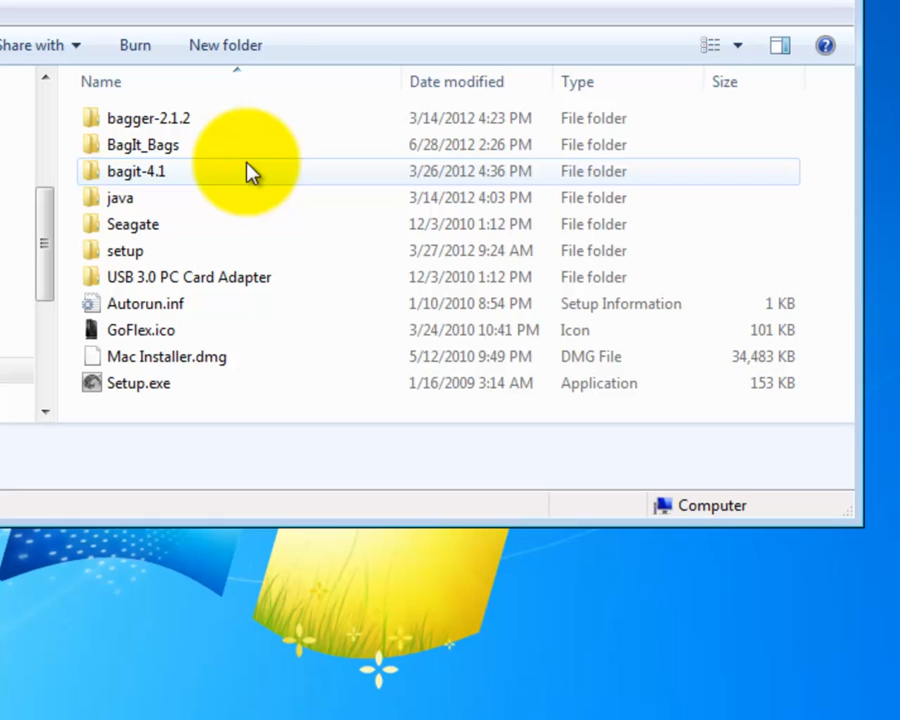 Share with Burn New folder
Name Date modified Type Size
bagger-2.1.2 3/14/2012 4:23 PM File folder
BagIt_Bags 6/28/2012 2:26 PM File folder
bagit-4.1 3/26/2012 4:36 PM File folder
java 3/14/2012 4:03 PM File folder
Seagate 12/3/2010 1:12 PM File folder
setup 3/27/2012 9:24 AM File folder
USB 3.0 PC Card Adapter 12/3/2010 1:12 PM File folder
Autorun.inf 1/10/2010 8:54 PM Setup Information 1 KB
GoFlex.ico 3/24/2010 10:41 PM Icon 101 KB
Mac Installer.dmg 5/12/2010 9:49 PM DMG File 34,483 KB
Setup.exe 1/16/2009 3:14 AM Application 153 KB
Computer